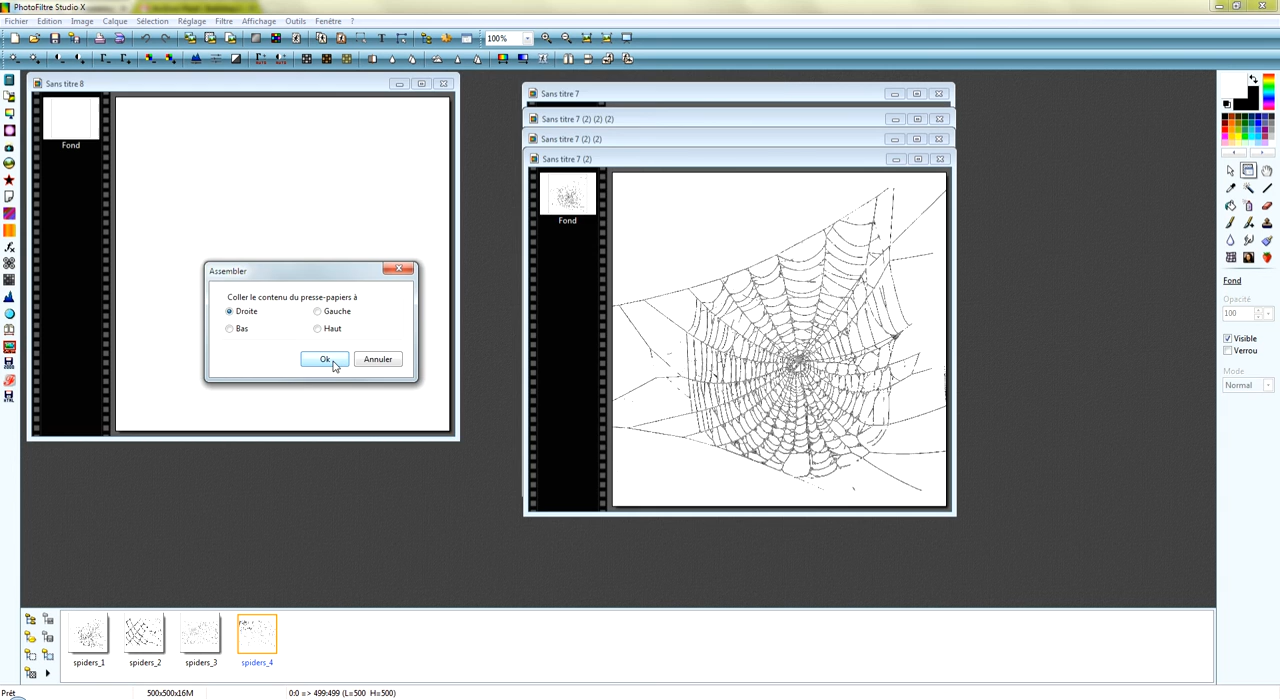 PhotoFiltre Studio X
Fichier Edition Image Calque Sélection Réglage Filtre Affichage Outils Fenêtre ?
100%
Sans titre 8
Fond
Sans titre 7
Sans titre 7 (2) (2) (2)
Sans titre 7 (2) (2)
Sans titre 7 (2)
Fond
Assembler
Coller le contenu du presse-papiers à
Droite Gauche
Bas Haut
Ok Annuler
Fond
Opacité
100
Visible
Verrou
Mode
Normal
spiders_1 spiders_2 spiders_3 spiders_4
Prêt 500x500x16M 0:0 => 499:499 (L=500 H=500)